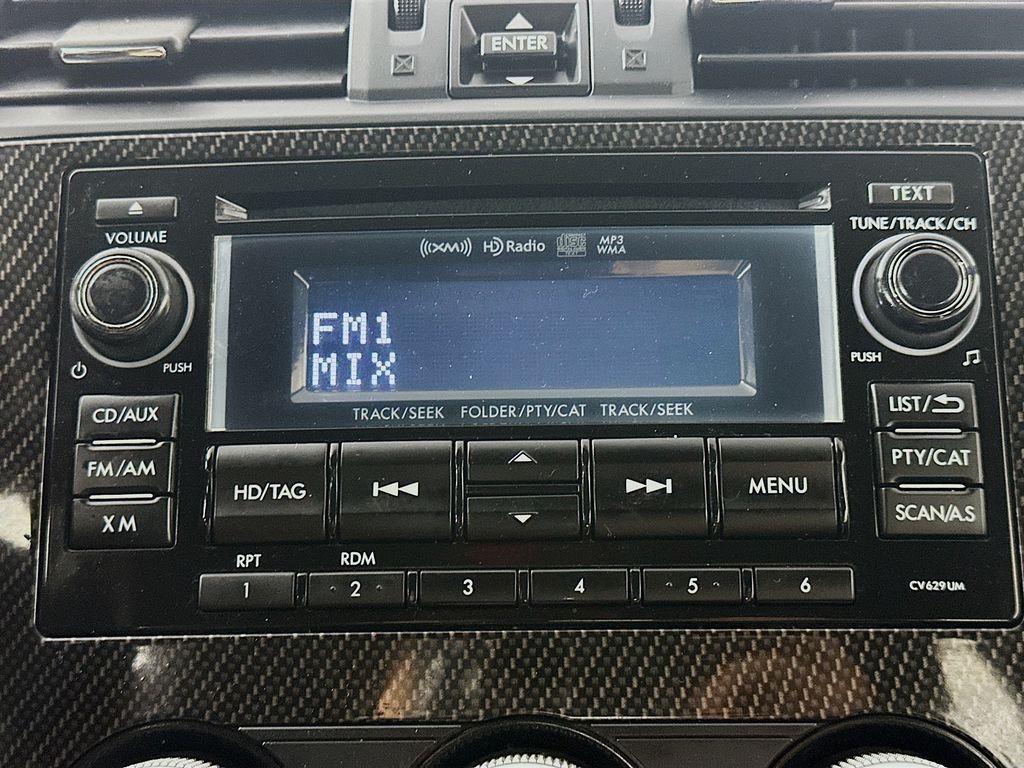 ENTER
TEXT
VOLUME
TUNE/TRACK/CH
((XM)) HD Radio MP3
WMA
FM1
MIX
PUSH
PUSH
TRACK/SEEK FOLDER/PTY/CAT TRACK/SEEK
CD/AUX
LIST/
FM/AM
PTY/CAT
HD/TAG
MENU
XM
SCAN/A.S
RPT RDM
1 2 3 4 5 6
CV629UM